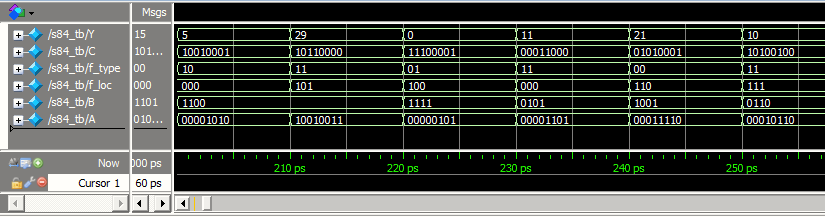 Msgs
/s84_tb/Y 15 5 29 0 11 21 10
/s84_tb/C 101... 10010001 10110000 11100001 00011000 01010001 10100100
/s84_tb/f_type 00 10 11 01 11 00 11
/s84_tb/f_loc 000 000 101 100 000 110 111
/s84_tb/B 1101 1100 1111 0101 1001 0110
/s84_tb/A 010... 00001010 10010011 00000101 00001101 00011110 00010110
Now 000 ps 210 ps 220 ps 230 ps 240 ps 250 ps
Cursor 1 60 ps